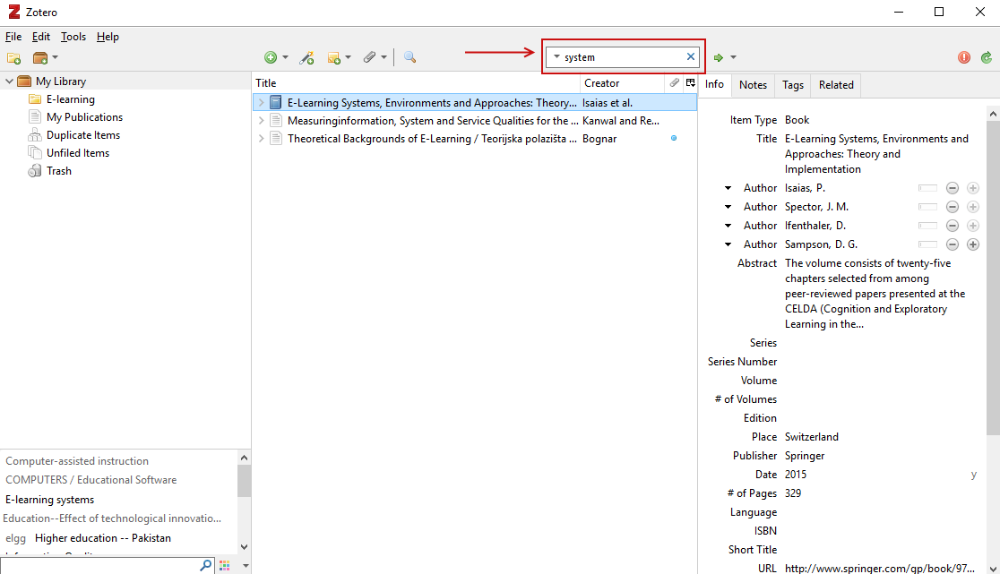 Zotero
File Edit Tools Help
system
My Library
E-learning
My Publications
Duplicate Items
Unfiled Items
Trash
Computer-assisted instruction
COMPUTERS / Educational Software
E-learning systems
Education--Effect of technological innovatio...
elgg Higher education -- Pakistan
Title Creator
E-Learning Systems, Environments and Approaches: Theory... Isaias et al.
Measuringinformation, System and Service Qualities for the ... Kanwal and Re...
Theoretical Backgrounds of E-Learning / Teorijska polazišta ... Bognar
Info Notes Tags Related
Item Type Book
Title E-Learning Systems, Environments and
Approaches: Theory and
Implementation
Author Isaias, P.
Author Spector, J. M.
Author Ifenthaler, D.
Author Sampson, D. G.
Abstract The volume consists of twenty-five
chapters selected from among
peer-reviewed papers presented at the
CELDA (Cognition and Exploratory
Learning in the...
Series
Series Number
Volume
# of Volumes
Edition
Place Switzerland
Publisher Springer
Date 2015 y
# of Pages 329
Language
ISBN
Short Title
URL http://www.springer.com/gp/book/97...